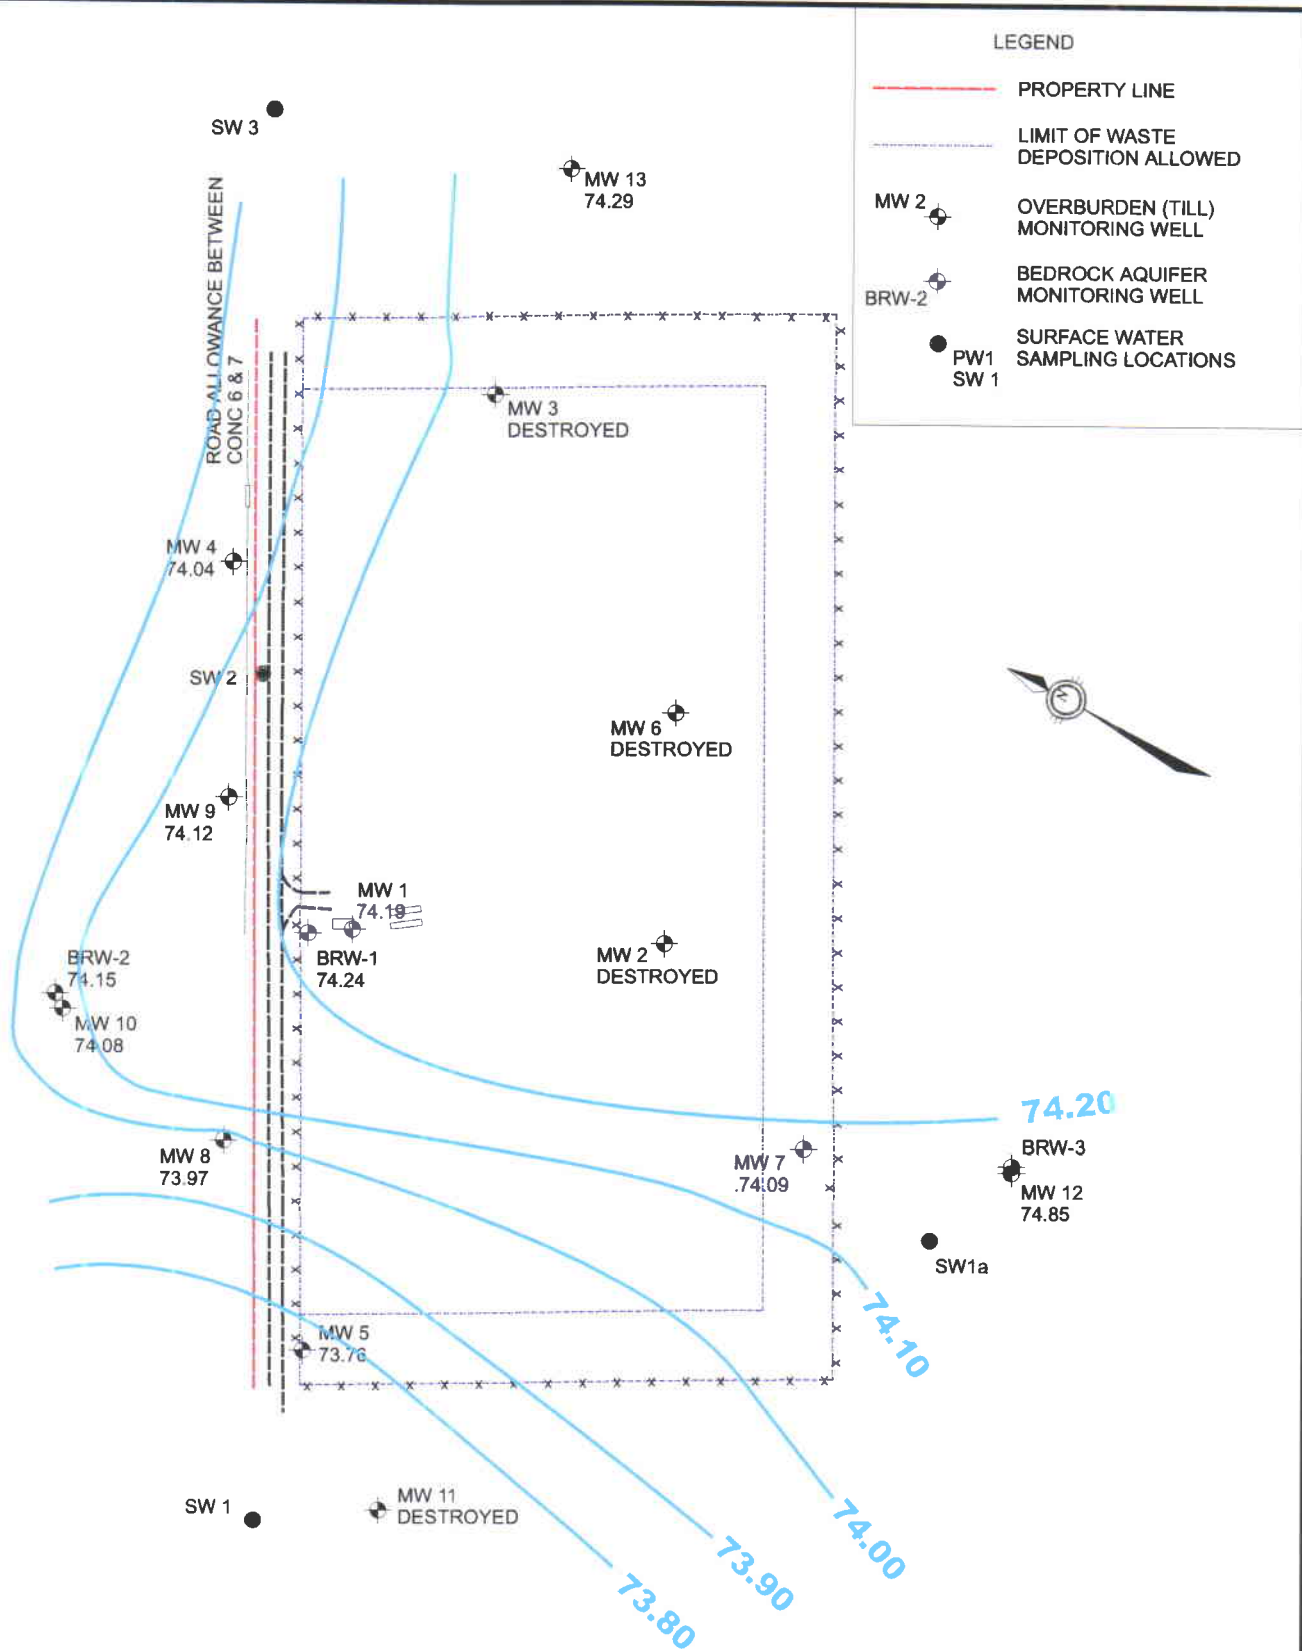 LEGEND
PROPERTY LINE
LIMIT OF WASTE
DEPOSITION ALLOWED
MW 2
OVERBURDEN (TILL)
MONITORING WELL
BRW-2
BEDROCK AQUIFER
MONITORING WELL
PW1
SW 1
SURFACE WATER
SAMPLING LOCATIONS
SW 3
MW 13
74.29
ROAD ALLOWANCE BETWEEN
CONC 6 & 7
MW 3
DESTROYED
MW 4
74.04
SW 2
MW 6
DESTROYED
N
MW 9
74.12
MW 1
74.19
BRW-1
74.24
MW 2
DESTROYED
BRW-2
74.15
MW 10
74.08
74.20
MW 8
73.97
MW 7
.74.09
BRW-3
MW 12
74.85
SW1a
74.10
MW 5
73.76
SW 1
MW 11
DESTROYED
74.00
73.90
73.80